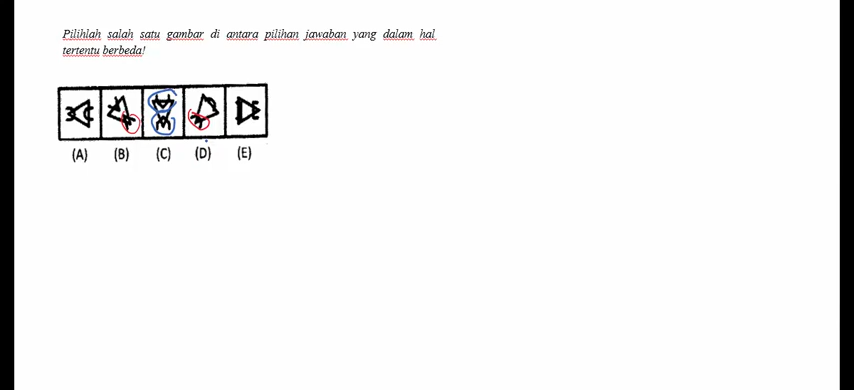 Pilihlah salah satu gambar di antara pilihan jawaban yang dalam hal
tertentu berbeda!
(A) (B) (C) (D) (E)